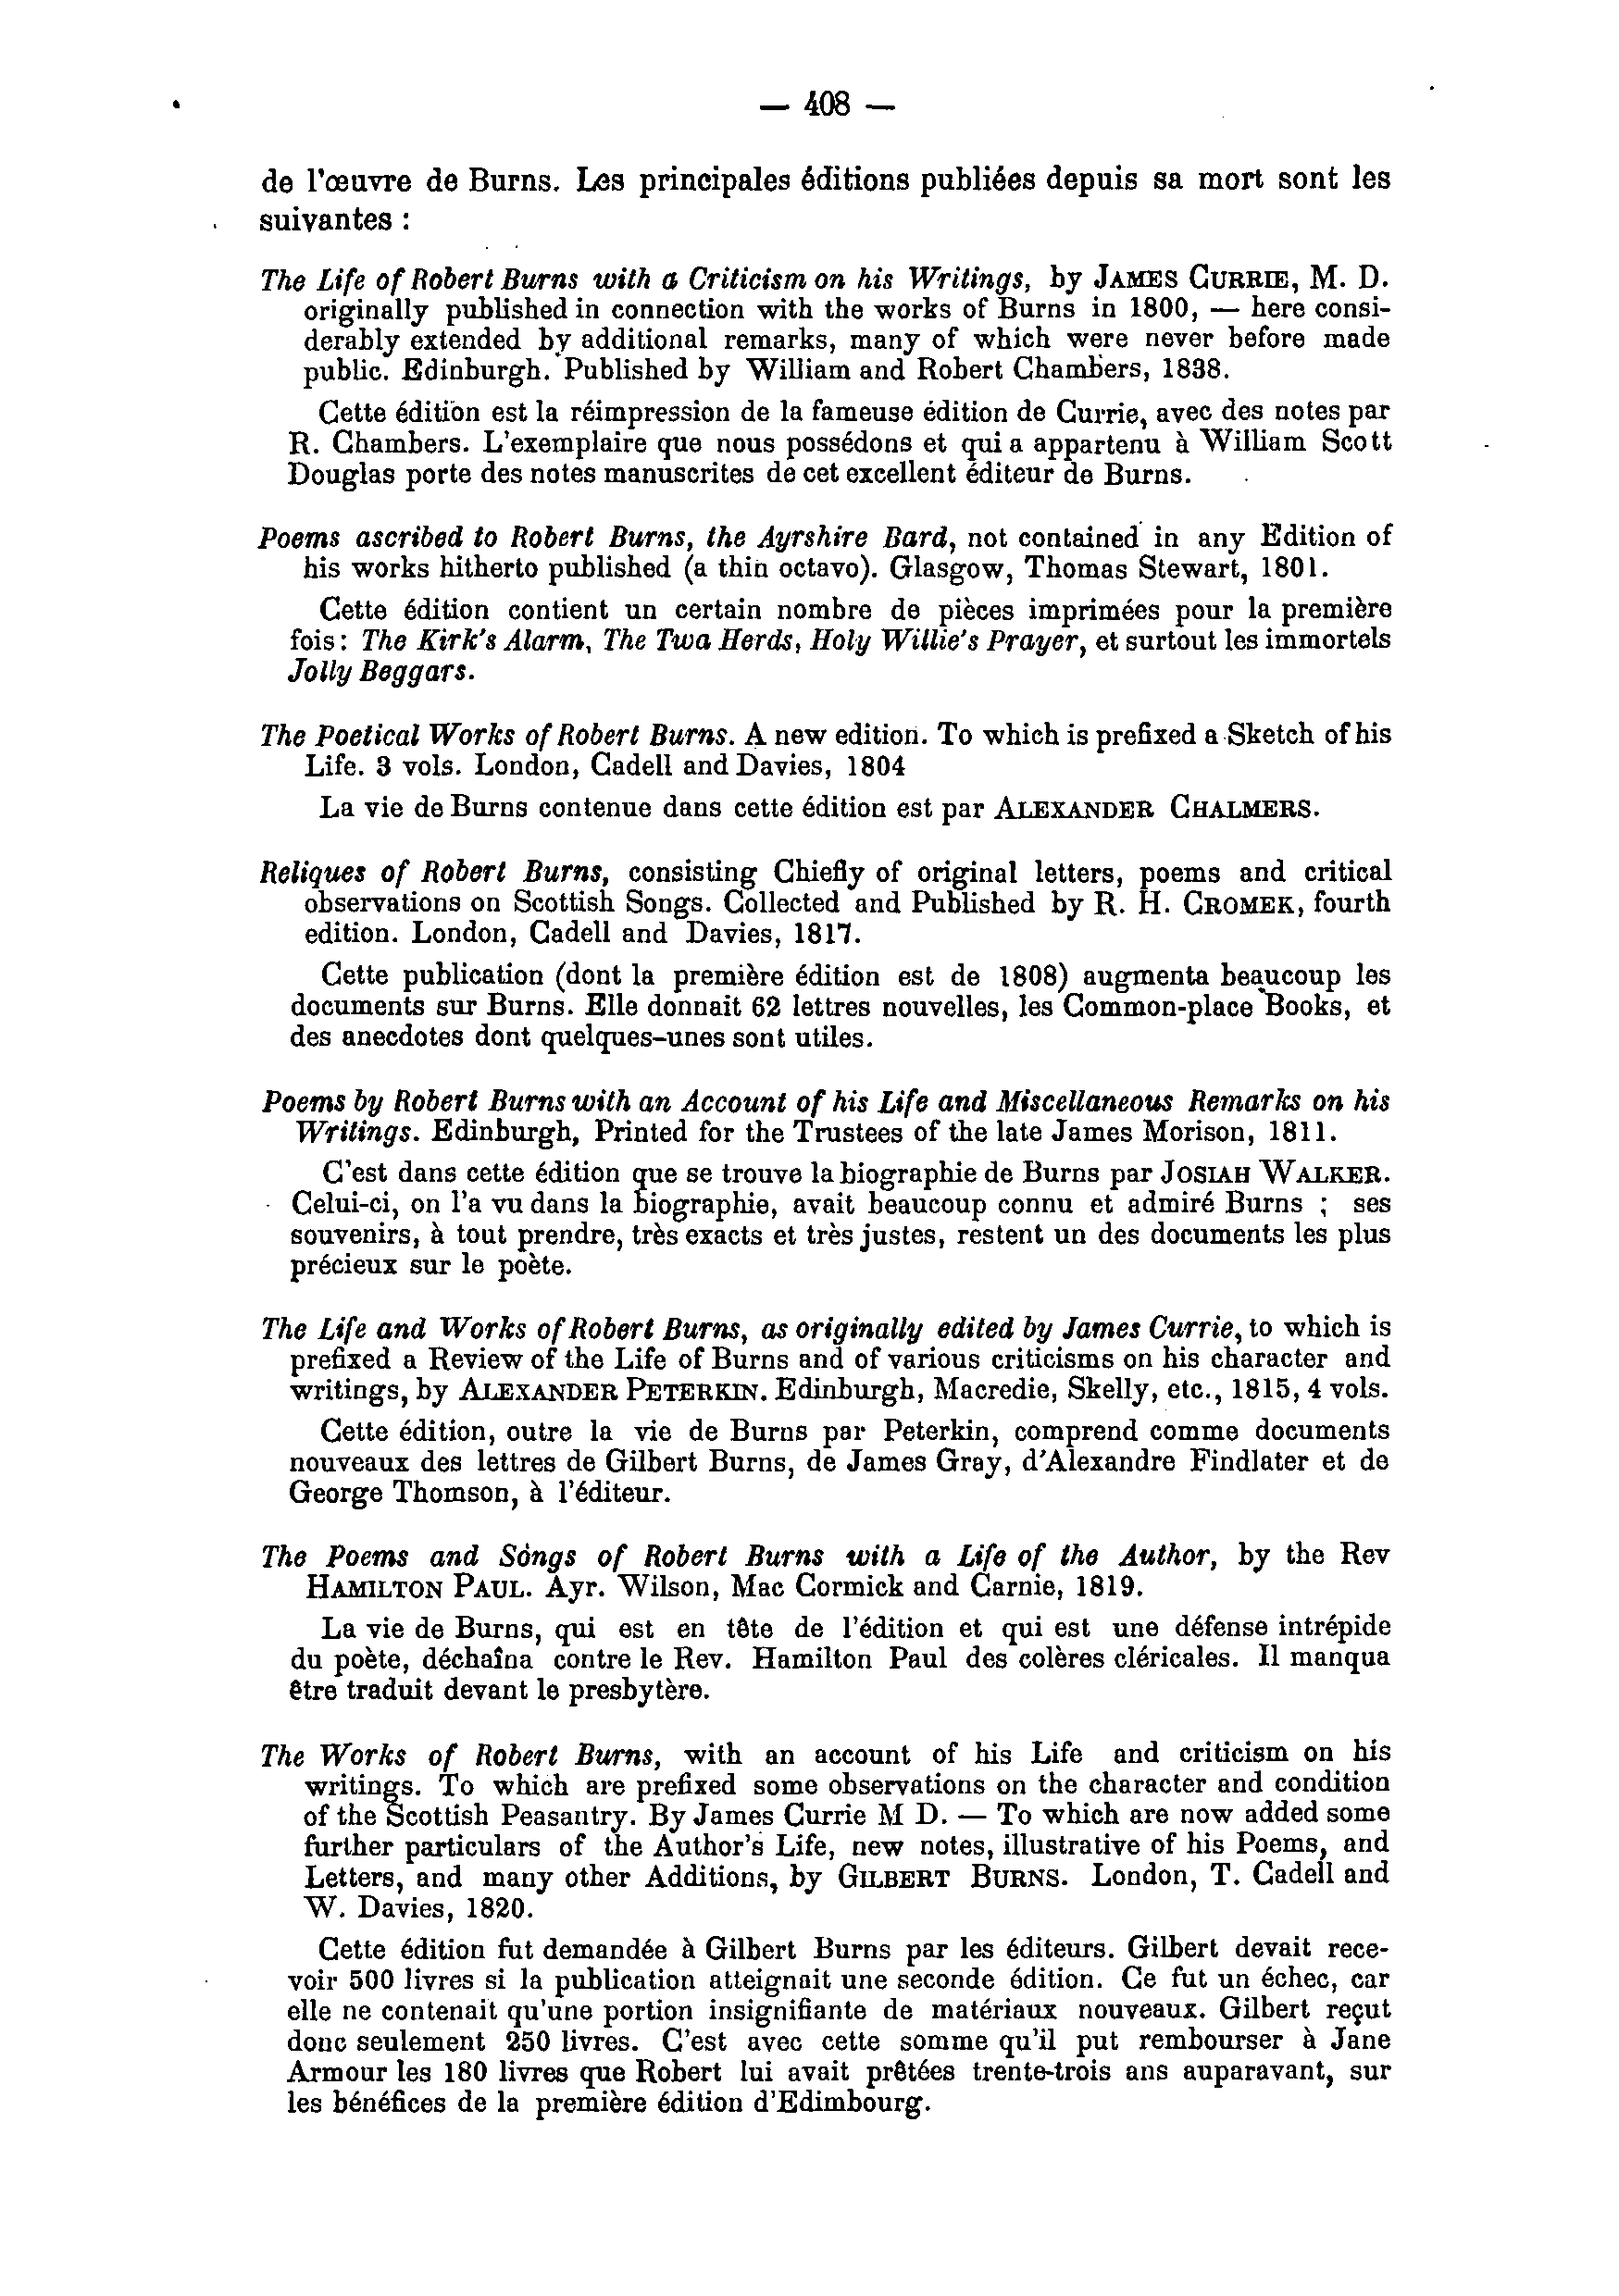 — 408 —
de l'œuvre de Burns. Les principales éditions publiées depuis sa mort sont les
suivantes :
The Life of Robert Burns with a Criticism on his Writings, by JAMES CURRIE, M. D.
originally published in connection with the works of Burns in 1800, — here consi-
derably extended by additional remarks, many of which were never before made
public. Edinburgh. Published by William and Robert Chambers, 1838.
Cette édition est la réimpression de la fameuse édition de Currie, avec des notes par
R. Chambers. L'exemplaire que nous possédons et qui a appartenu à William Scott
Douglas porte des notes manuscrites de cet excellent éditeur de Burns.
Poems ascribed to Robert Burns, the Ayrshire Bard, not contained in any Edition of
his works hitherto published (a thin octavo). Glasgow, Thomas Stewart, 1801.
Cette édition contient un certain nombre de pièces imprimées pour la première
fois : The Kirk's Alarm, The Twa Herds, Holy Willie's Prayer, et surtout les immortels
Jolly Beggars.
The Poetical Works of Robert Burns. A new edition. To which is prefixed a Sketch of his
Life. 3 vols. London, Cadell and Davies, 1804
La vie de Burns contenue dans cette édition est par ALEXANDER CHALMERS.
Reliques of Robert Burns, consisting Chiefly of original letters, poems and critical
observations on Scottish Songs. Collected and Published by R. H. CROMEK, fourth
edition. London, Cadell and Davies, 1817.
Cette publication (dont la première édition est de 1808) augmenta beaucoup les
documents sur Burns. Elle donnait 62 lettres nouvelles, les Common-place Books, et
des anecdotes dont quelques-unes sont utiles.
Poems by Robert Burns with an Account of his Life and Miscellaneous Remarks on his
Writings. Edinburgh, Printed for the Trustees of the late James Morison, 1811.
C'est dans cette édition que se trouve la biographie de Burns par JOSIAH WALKER.
Celui-ci, on l'a vu dans la biographie, avait beaucoup connu et admiré Burns ; ses
souvenirs, à tout prendre, très exacts et très justes, restent un des documents les plus
précieux sur le poète.
The Life and Works of Robert Burns, as originally edited by James Currie, to which is
prefixed a Review of the Life of Burns and of various criticisms on his character and
writings, by ALEXANDER PETERKIN. Edinburgh, Macredie, Skelly, etc., 1815, 4 vols.
Cette édition, outre la vie de Burns par Peterkin, comprend comme documents
nouveaux des lettres de Gilbert Burns, de James Gray, d'Alexandre Findlater et de
George Thomson, à l'éditeur.
The Poems and Songs of Robert Burns with a Life of the Author, by the Rev
HAMILTON PAUL. Ayr. Wilson, Mac Cormick and Carnie, 1819.
La vie de Burns, qui est en tête de l'édition et qui est une défense intrépide
du poète, déchaîna contre le Rev. Hamilton Paul des colères cléricales. Il manqua
être traduit devant le presbytère.
The Works of Robert Burns, with an account of his Life and criticism on his
writings. To which are prefixed some observations on the character and condition
of the Scottish Peasantry. By James Currie M D. — To which are now added some
further particulars of the Author's Life, new notes, illustrative of his Poems, and
Letters, and many other Additions, by GILBERT BURNS. London, T. Cadell and
W. Davies, 1820.
Cette édition fut demandée à Gilbert Burns par les éditeurs. Gilbert devait rece-
voir 500 livres si la publication atteignait une seconde édition. Ce fut un échec, car
elle ne contenait qu'une portion insignifiante de matériaux nouveaux. Gilbert reçut
donc seulement 250 livres. C'est avec cette somme qu'il put rembourser à Jane
Armour les 180 livres que Robert lui avait prêtées trente-trois ans auparavant, sur
les bénéfices de la première édition d'Edimbourg.